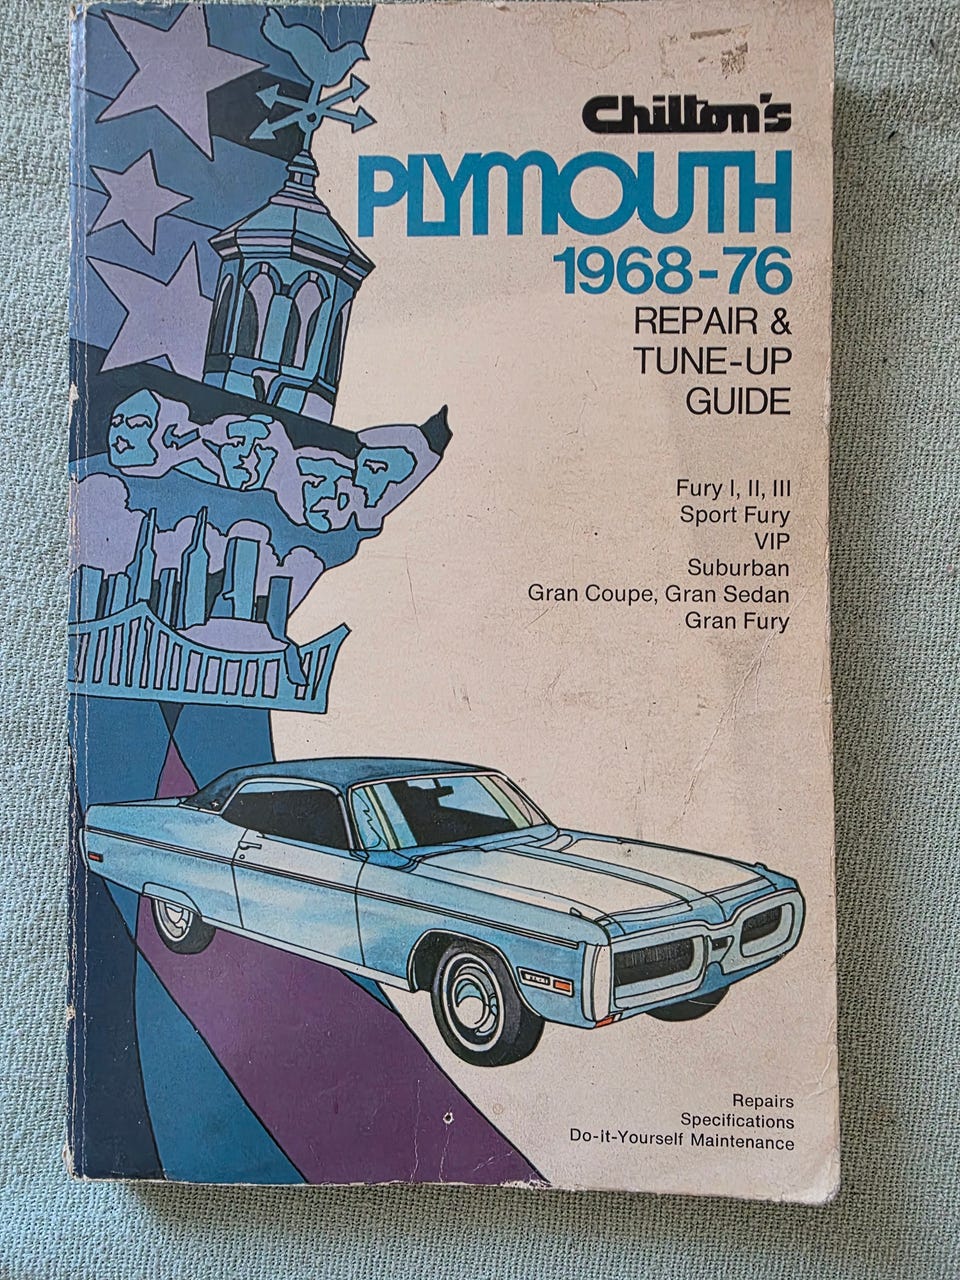 Chilton's
PLYMOUTH
1968-76
REPAIR &
TUNE-UP
GUIDE
Fury I, II, III
Sport Fury
VIP
Suburban
Gran Coupe, Gran Sedan
Gran Fury
Repairs
Specifications
Do-it-Yourself Maintenance